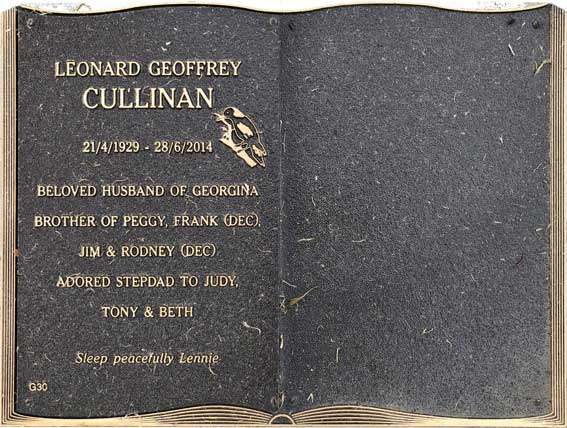 LEONARD GEOFFREY
CULLINAN
21/4/1929 - 28/6/2014
BELOVED HUSBAND OF GEORGINA
BROTHER OF PEGGY, FRANK (DEC),
JIM & RODNEY (DEC)
ADORED STEPDAD TO JUDY,
TONY & BETH
Sleep peacefully Lennie
G30